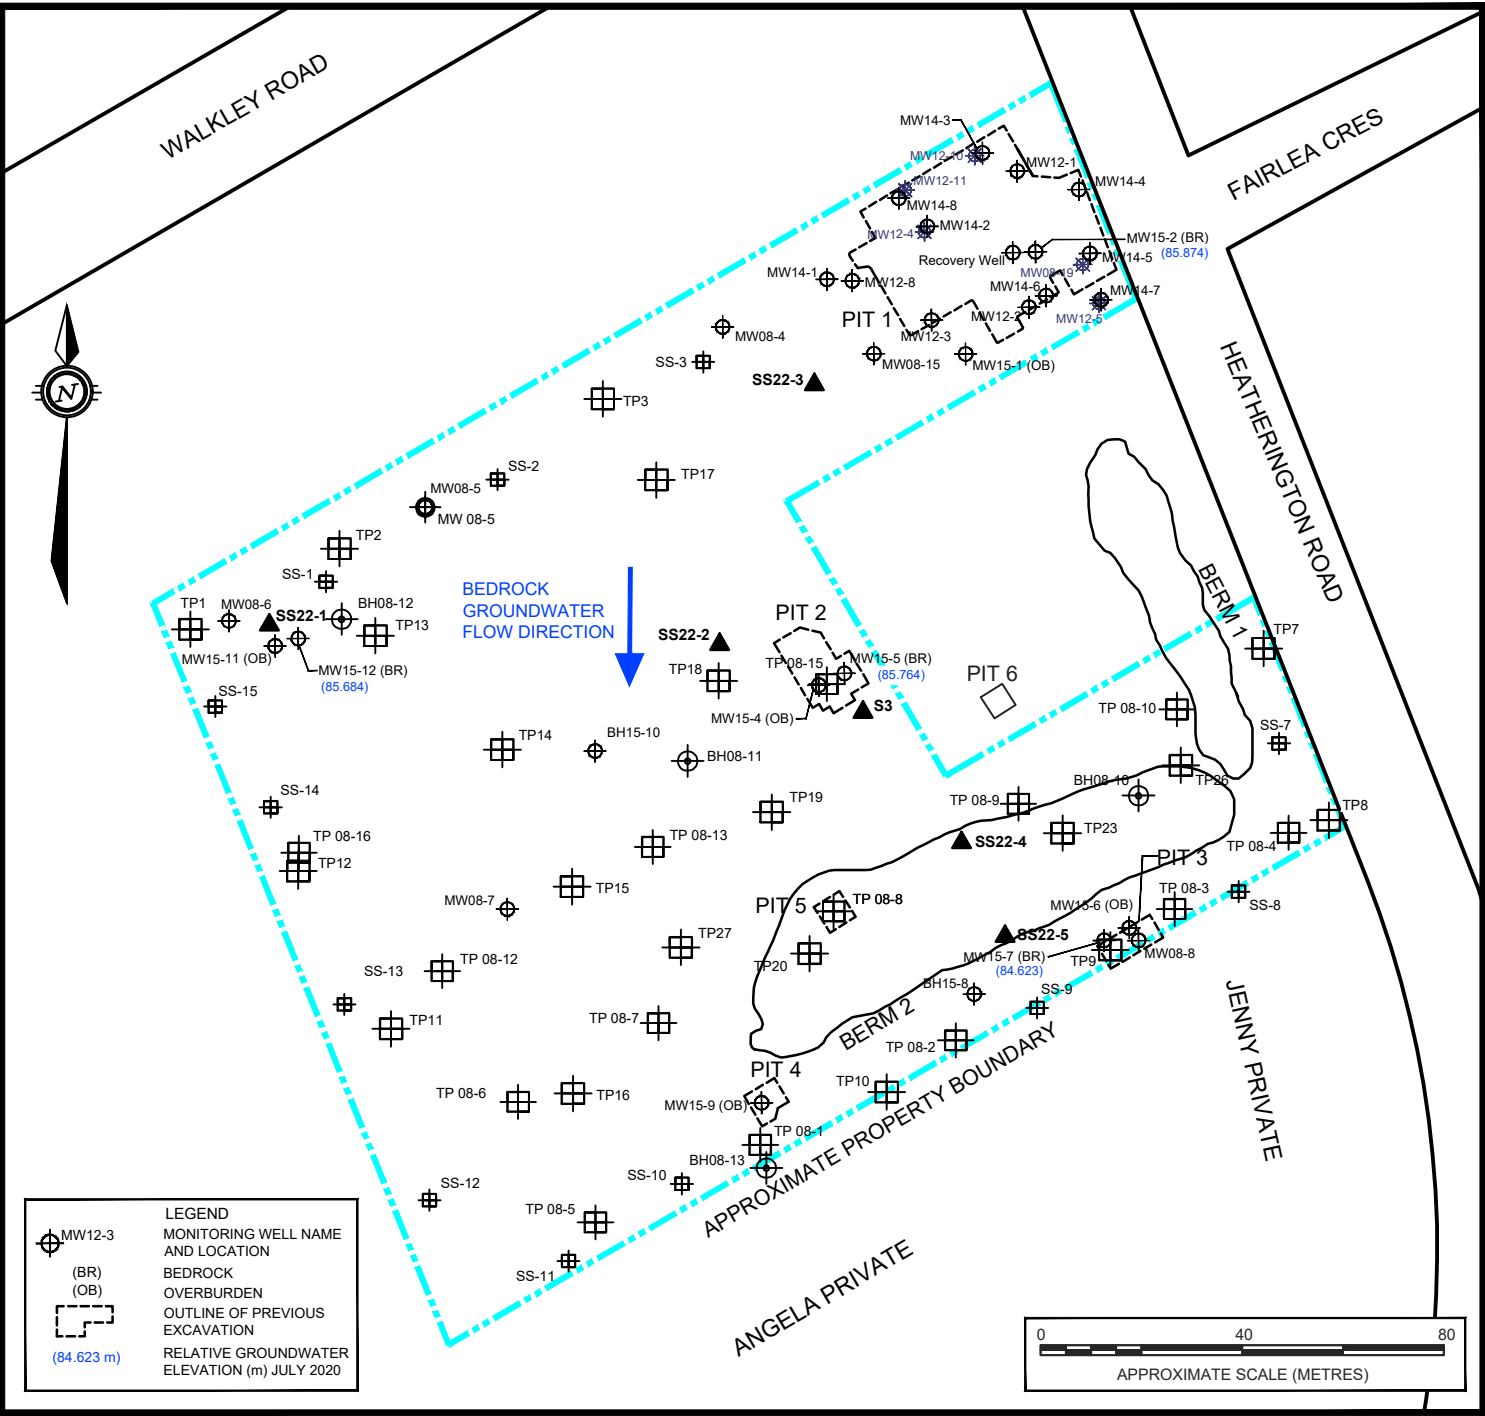 WALKLEY ROAD
FAIRLEA CRES
HEATHERINGTON ROAD
JENNY PRIVATE
ANGELA PRIVATE
APPROXIMATE PROPERTY BOUNDARY
N
MW14-3
MW12-10
MW12-1
MW12-11
MW14-4
MW14-8
MW14-2
MW12-4
MW15-2 (BR)
(85.874)
Recovery Well
MW14-5
MW08-19
MW14-1
MW12-8
MW14-6
MW14-7
MW12-2
MW12-5
PIT 1
MW12-3
MW08-4
MW08-15
MW15-1 (OB)
SS-3
SS22-3
TP3
SS-2
TP17
MW08-5
MW 08-5
TP2
SS-1
BERM 1
BEDROCK
GROUNDWATER
FLOW DIRECTION
TP1
MW08-6
SS22-1
BH08-12
TP13
MW15-11 (OB)
MW15-12 (BR)
(85.684)
SS-15
PIT 2
SS22-2
TP 08-15
MW15-5 (BR)
(85.764)
TP18
MW15-4 (OB)
S3
PIT 6
TP7
TP 08-10
SS-7
TP14
BH15-10
BH08-11
BH08-10
TP26
SS-14
TP19
TP 08-9
TP8
TP 08-16
TP12
TP 08-13
SS22-4
TP23
TP 08-4
PIT 3
TP15
MW08-7
PIT 5
TP 08-8
TP 08-3
SS-8
MW15-6 (OB)
SS22-5
TP27
MW15-7 (BR)
(84.623)
TP9
MW08-8
TP20
SS-13
TP 08-12
BH15-8
SS-9
TP11
TP 08-7
BERM 2
TP 08-2
PIT 4
TP10
TP 08-6
TP16
MW15-9 (OB)
TP 08-1
BH08-13
SS-10
SS-12
TP 08-5
SS-11
LEGEND
MW12-3
MONITORING WELL NAME
AND LOCATION
(BR)
BEDROCK
(OB)
OVERBURDEN
OUTLINE OF PREVIOUS
EXCAVATION
(84.623 m)
RELATIVE GROUNDWATER
ELEVATION (m) JULY 2020
0 40 80
APPROXIMATE SCALE (METRES)